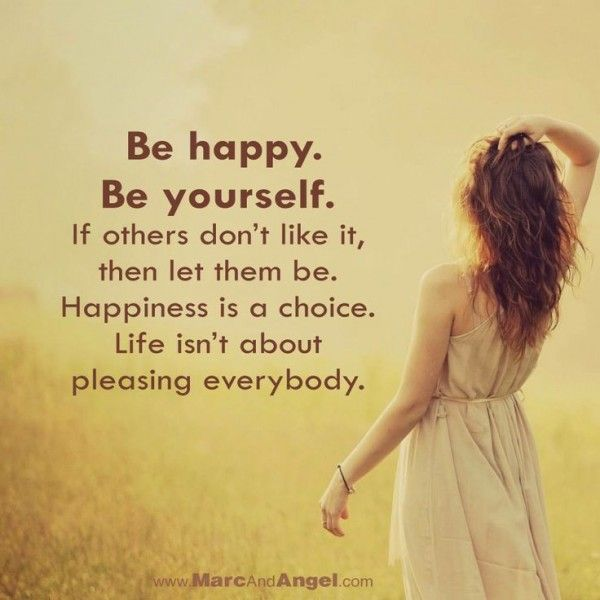 Be happy.
Be yourself.
If others don't like it,
then let them be.
Happiness is a choice.
Life isn't about
pleasing everybody.
www.MarcAndAngel.com